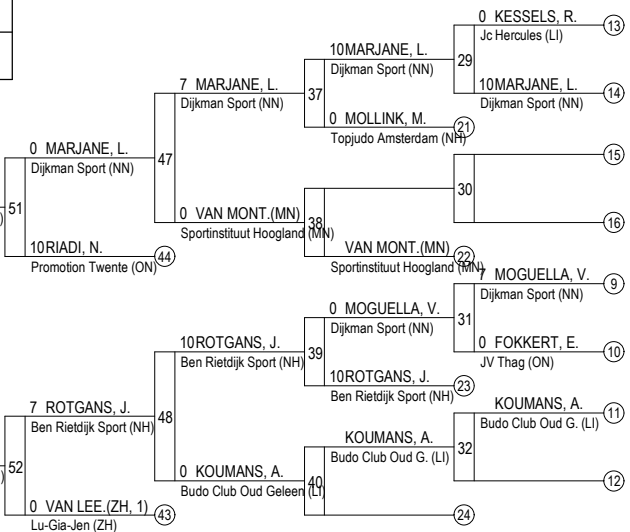 0 KESSELS, R.
Jc Hercules (LI)
13
29
10 MARJANE, L.
Dijkman Sport (NN)
14
10 MARJANE, L.
Dijkman Sport (NN)
37
0 MOLLINK, M.
Topjudo Amsterdam (NH)
21
7 MARJANE, L.
Dijkman Sport (NN)
47
0 VAN MONT.(MN)
Sportinstituut Hoogland (MN)
15
30
16
38
VAN MONT.(MN)
Sportinstituut Hoogland (MN)
22
0 MARJANE, L.
Dijkman Sport (NN)
51
10 RIADI, N.
Promotion Twente (ON)
44
7 MOGUELLA, V.
Dijkman Sport (NN)
9
31
0 FOKKERT, E.
JV Thag (ON)
10
0 MOGUELLA, V.
Dijkman Sport (NN)
39
10 ROTGANS, J.
Ben Rietdijk Sport (NH)
23
10 ROTGANS, J.
Ben Rietdijk Sport (NH)
48
0 KOUMANS, A.
Budo Club Oud Geleen (LI)
KOUMANS, A.
Budo Club Oud G. (LI)
11
32
12
KOUMANS, A.
Budo Club Oud G. (LI)
40
24
7 ROTGANS, J.
Ben Rietdijk Sport (NH)
52
0 VAN LEE.(ZH, 1)
Lu-Gia-Jen (ZH)
43